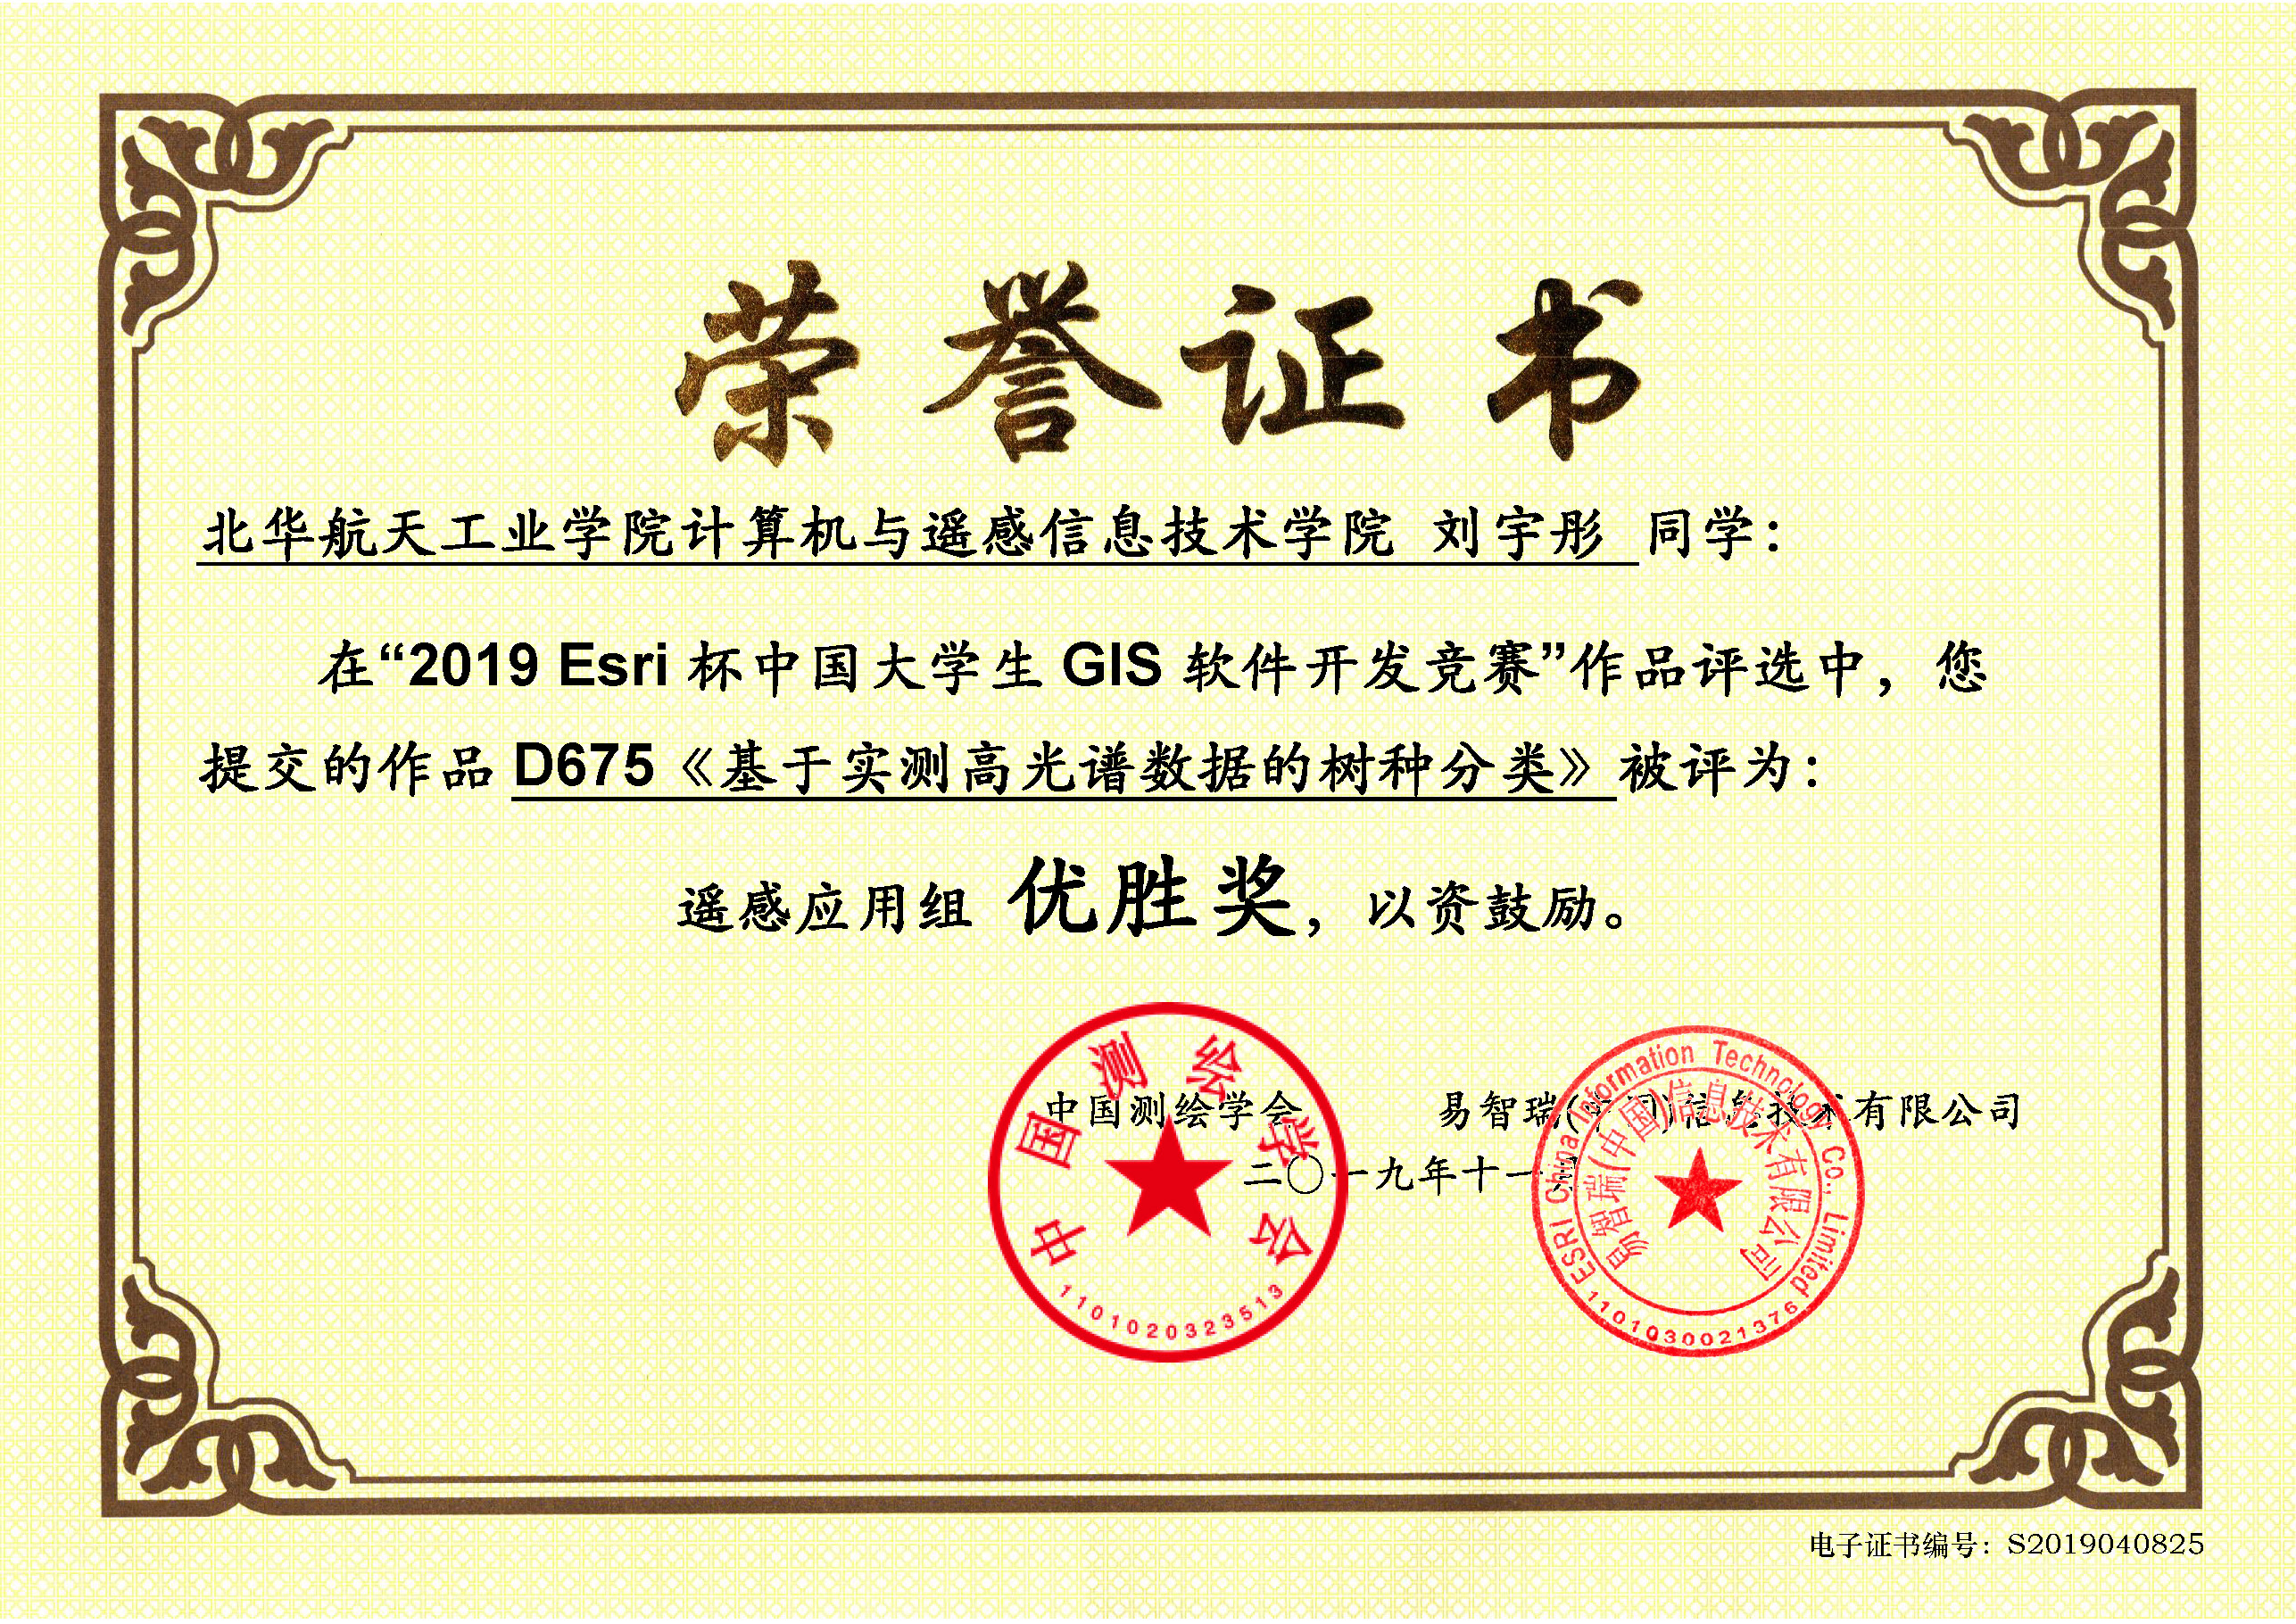 荣誉证书
北华航天工业学院计算机与遥感信息技术学院 刘宇彤 同学：
在“2019 Esri 杯中国大学生 GIS 软件开发竞赛”作品评选中，您
提交的作品 D675《基于实测高光谱数据的树种分类》被评为：
遥感应用组 优胜奖，以资鼓励。
中国测绘学会 易智瑞(中国)信息技术有限公司
二〇一九年十一月
中国测绘学会
1101020323513
ESRI China Information Technology Co., Limited
易智瑞(中国)信息技术有限公司
1101030021376
电子证书编号：S2019040825